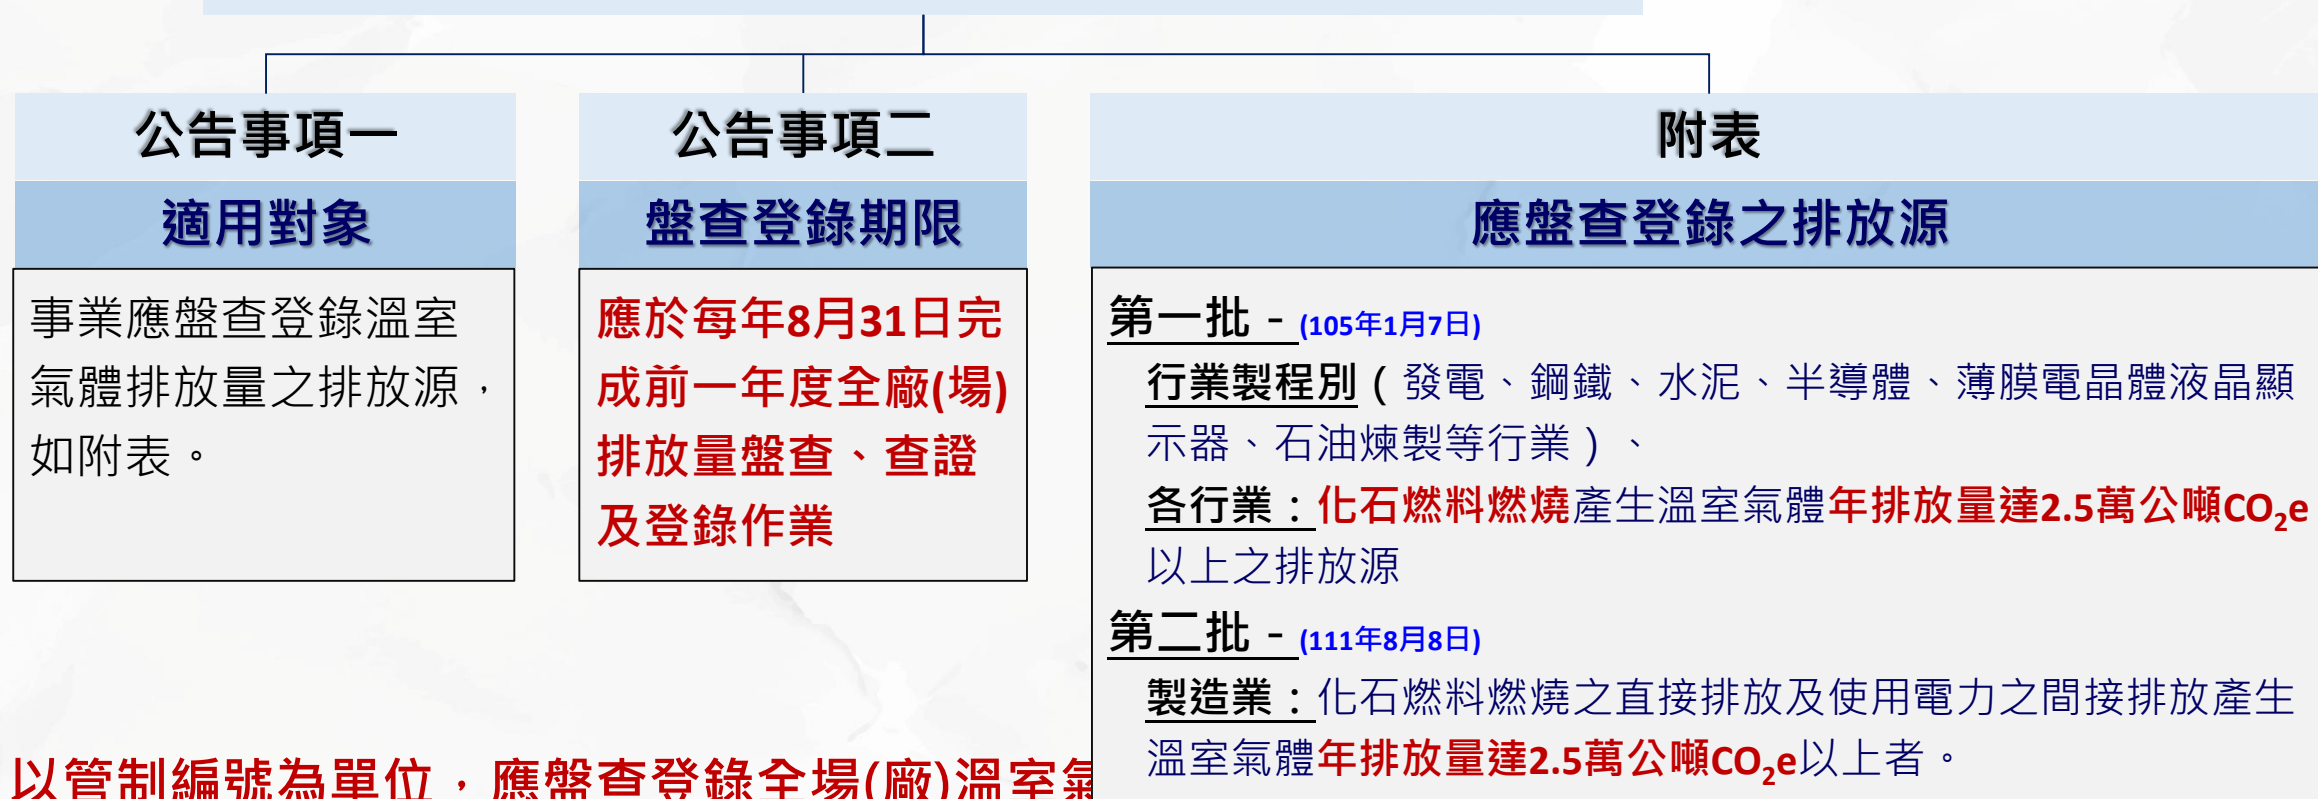 公告事項一
適用對象
事業應盤查登錄溫室
氣體排放量之排放源，
如附表。
公告事項二
盤查登錄期限
應於每年8月31日完
成前一年度全廠(場)
排放量盤查、查證
及登錄作業
附表
應盤查登錄之排放源
第一批 - (105年1月7日)
行業製程別（發電、鋼鐵、水泥、半導體、薄膜電晶體液晶顯
示器、石油煉製等行業）、
各行業：化石燃料燃燒產生溫室氣體年排放量達2.5萬公噸CO₂e
以上之排放源
第二批 - (111年8月8日)
製造業：化石燃料燃燒之直接排放及使用電力之間接排放產生
溫室氣體年排放量達2.5萬公噸CO₂e以上者。
以管制編號為單位，應盤查登錄全場(廠)溫室氣